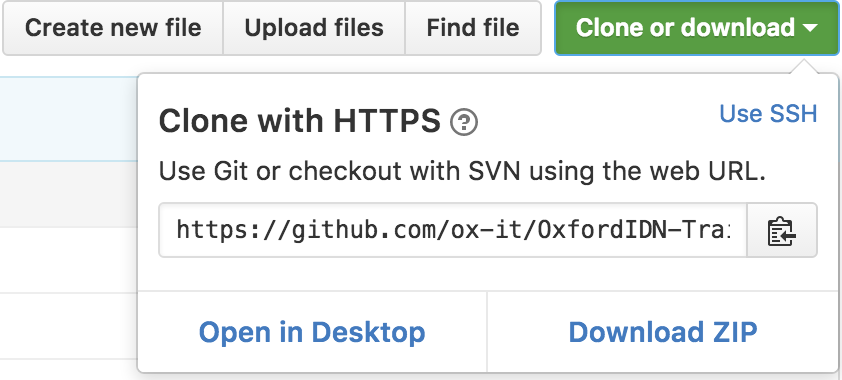 Create new file Upload files Find file Clone or download
Clone with HTTPS ?
Use SSH
Use Git or checkout with SVN using the web URL.
https://github.com/ox-it/OxfordIDN-Tra
Open in Desktop Download ZIP